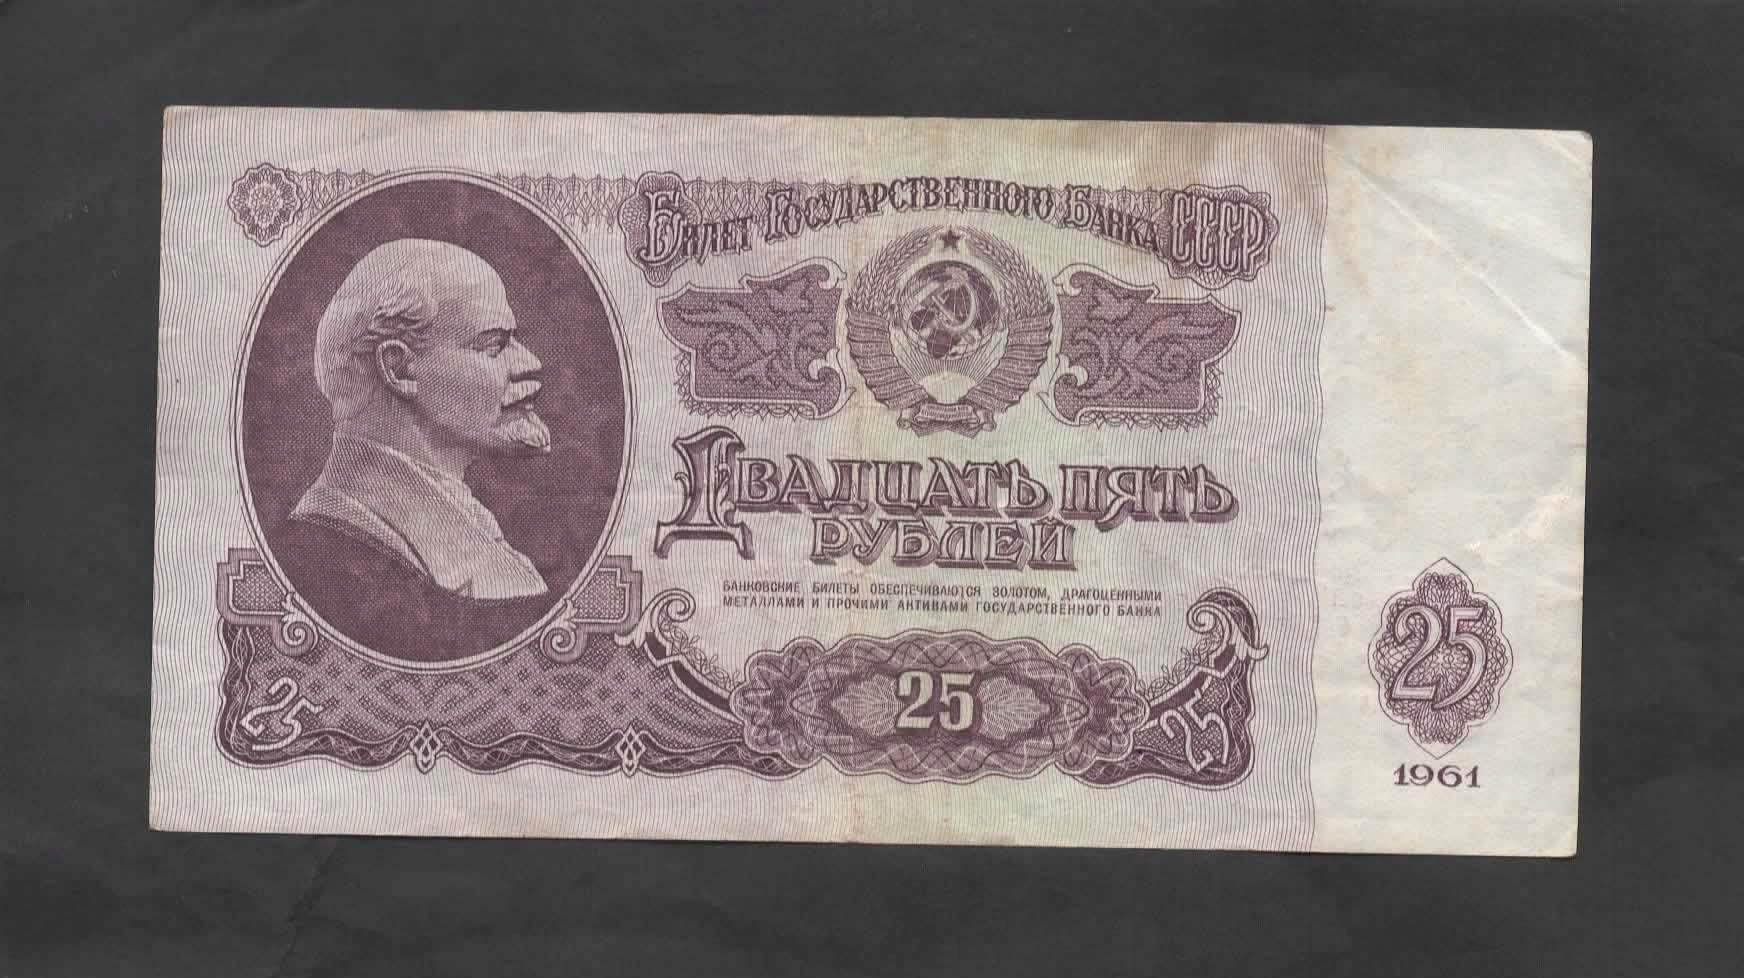 Билет Государственного Банка СССР
Двадцать пять
рублей
БАНКОВСКИЕ БИЛЕТЫ ОБЕСПЕЧИВАЮТСЯ ЗОЛОТОМ, ДРАГОЦЕННЫМИ
МЕТАЛЛАМИ И ПРОЧИМИ АКТИВАМИ ГОСУДАРСТВЕННОГО БАНКА
25
25
25
25
1961